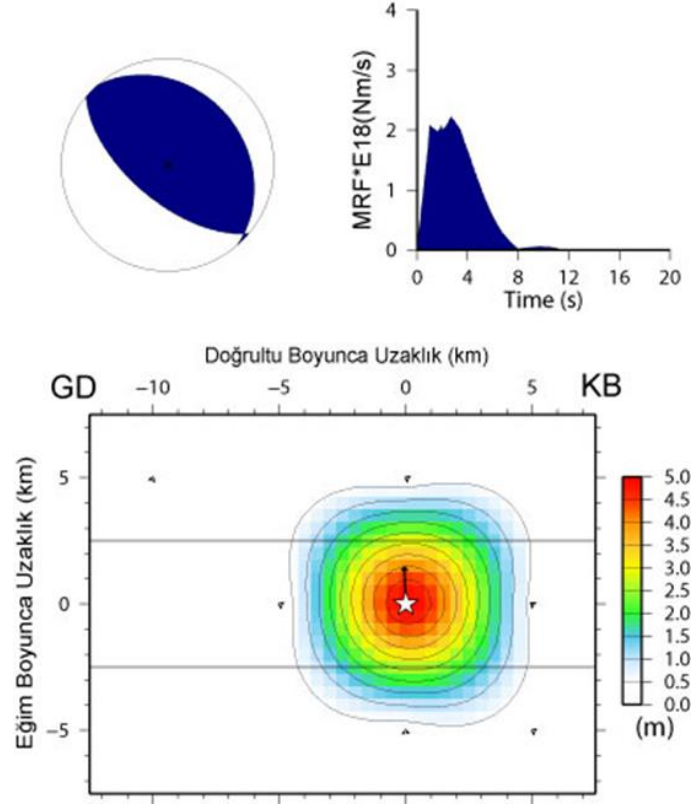 4
3
2
1
0
MRF*E18(Nm/s)
0 4 8 12 16 20
Time (s)
Doğrultu Boyunca Uzaklık (km)
GD −10 −5 0 5 KB
5
0
−5
Eğim Boyunca Uzaklık (km)
5.0
4.5
4.0
3.5
3.0
2.5
2.0
1.5
1.0
0.5
0.0
(m)